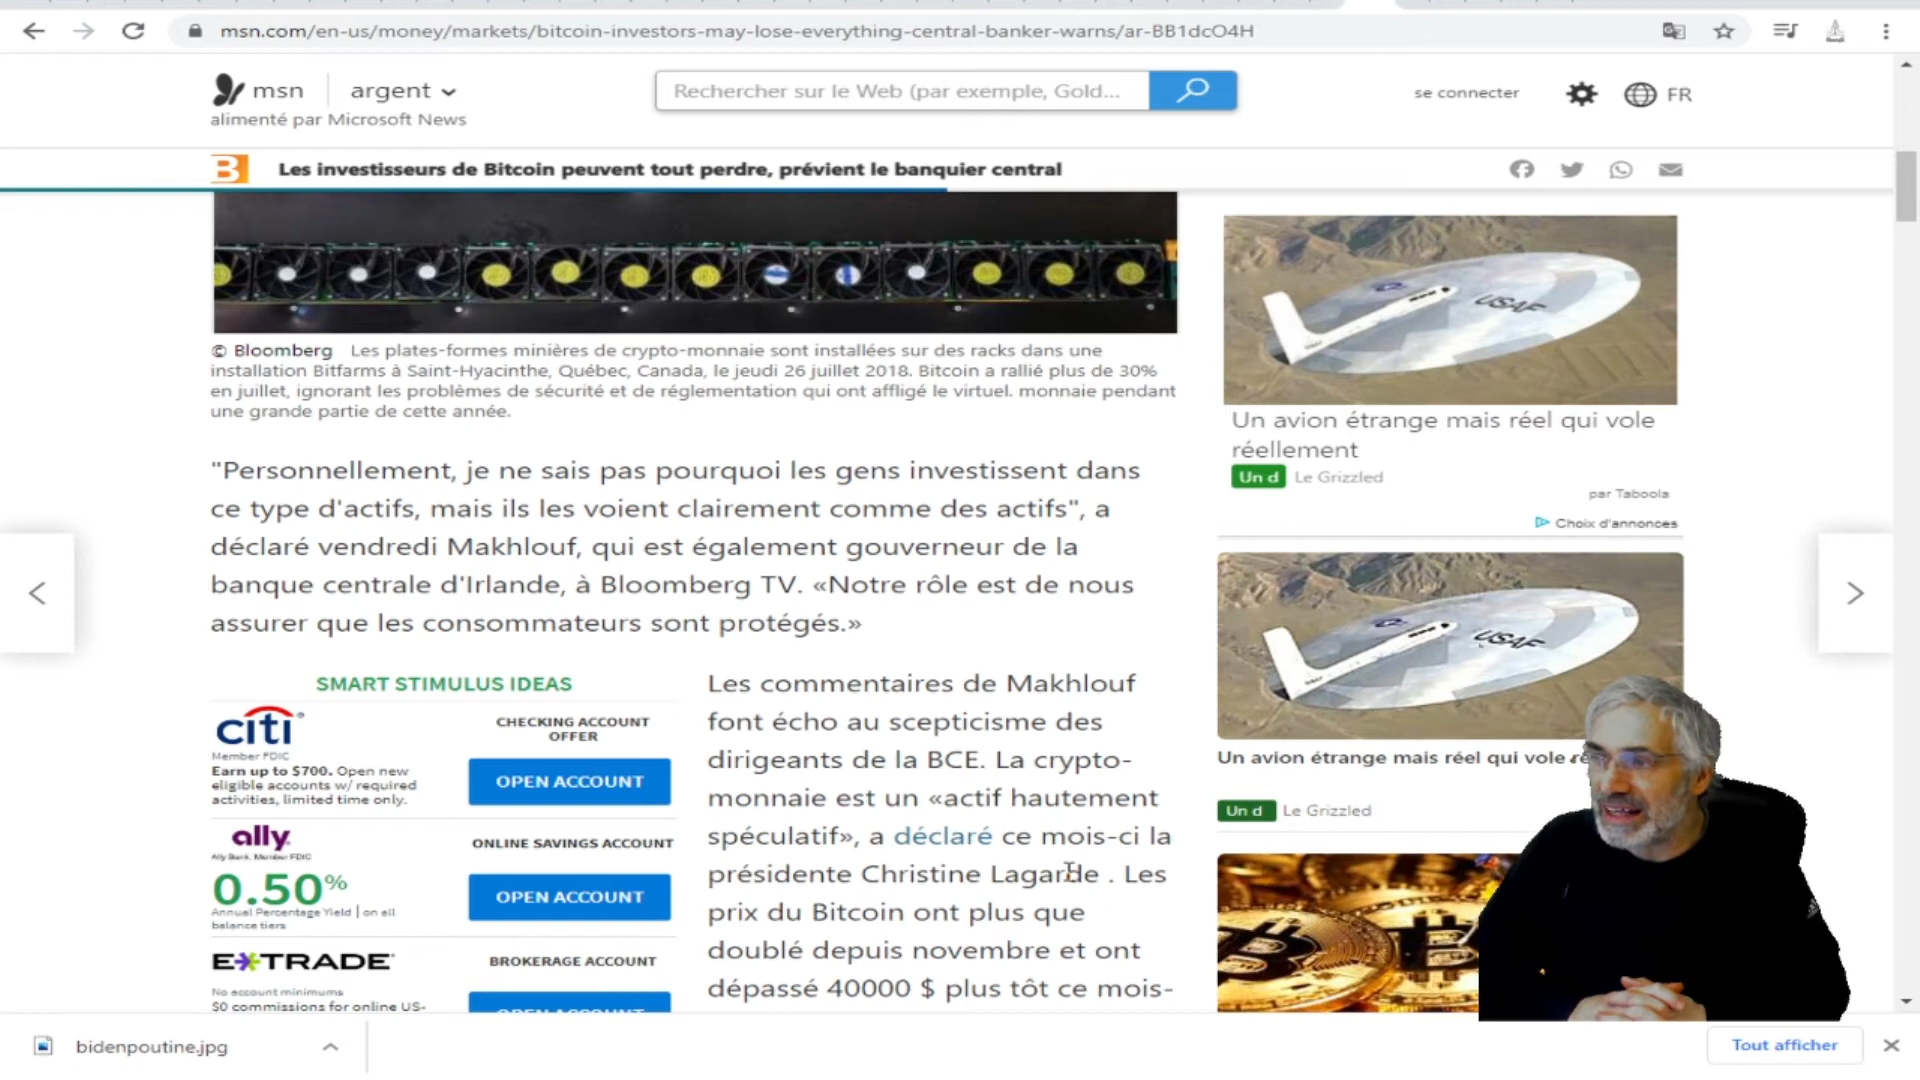 msn.com/en-us/money/markets/bitcoin-investors-may-lose-everything-central-banker-warns/ar-BB1dcO4H
msn argent
alimenté par Microsoft News
Rechercher sur le Web (par exemple, Gold...
se connecter
FR
B Les investisseurs de Bitcoin peuvent tout perdre, prévient le banquier central
© Bloomberg Les plates-formes minières de crypto-monnaie sont installées sur des racks dans une
installation Bitfarms à Saint-Hyacinthe, Québec, Canada, le jeudi 26 juillet 2018. Bitcoin a rallié plus de 30%
en juillet, ignorant les problèmes de sécurité et de réglementation qui ont affligé le virtuel. monnaie pendant
une grande partie de cette année.
"Personnellement, je ne sais pas pourquoi les gens investissent dans
ce type d'actifs, mais ils les voient clairement comme des actifs", a
déclaré vendredi Makhlouf, qui est également gouverneur de la
banque centrale d'Irlande, à Bloomberg TV. «Notre rôle est de nous
assurer que les consommateurs sont protégés.»
SMART STIMULUS IDEAS
citi
Member FDIC
Earn up to $700. Open new
eligible accounts w/ required
activities, limited time only.
CHECKING ACCOUNT
OFFER
OPEN ACCOUNT
ally
Ally Bank, Member FDIC
0.50%
Annual Percentage Yield | on all
balance tiers
ONLINE SAVINGS ACCOUNT
OPEN ACCOUNT
E*TRADE
No account minimums
$0 commissions for online US-
BROKERAGE ACCOUNT
OPEN ACCOUNT
Les commentaires de Makhlouf
font écho au scepticisme des
dirigeants de la BCE. La crypto-
monnaie est un «actif hautement
spéculatif», a déclaré ce mois-ci la
présidente Christine Lagarde . Les
prix du Bitcoin ont plus que
doublé depuis novembre et ont
dépassé 40000 $ plus tôt ce mois-
USAF
Un avion étrange mais réel qui vole
réellement
Un d Le Grizzled
par Taboola
Choix d'annonces
USAF
Un avion étrange mais réel qui vole
Un d Le Grizzled
bidenpoutine.jpg
Tout afficher